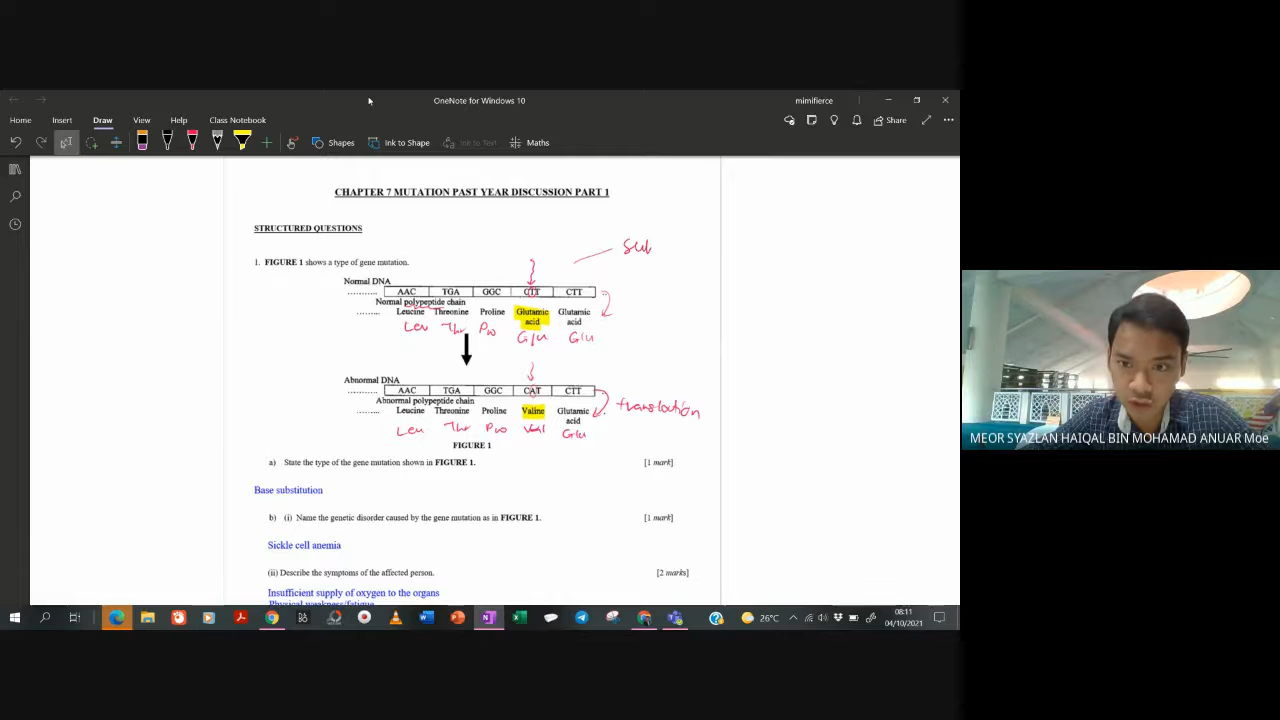 OneNote for Windows 10
mimifierce
Home Insert Draw View Help Class Notebook
Share
Shapes Ink to Shape Ink to Text Maths
CHAPTER 7 MUTATION PAST YEAR DISCUSSION PART 1
STRUCTURED QUESTIONS
Sub
1. FIGURE 1 shows a type of gene mutation.
Normal DNA
........... AAC TGA GGC CTT CTT
Normal polypeptide chain
......... Leucine Threonine Proline Glutamic acid Glutamic acid
Leu Thr Pro Glu Glu
Abnormal DNA
........... AAC TGA GGC CAT CTT
Abnormal polypeptide chain
......... Leucine Threonine Proline Valine Glutamic acid
translation
Leu Thr Pro Val Glu
FIGURE 1
a) State the type of the gene mutation shown in FIGURE 1. [1 mark]
Base substitution
b) (i) Name the genetic disorder caused by the gene mutation as in FIGURE 1. [1 mark]
Sickle cell anemia
(ii) Describe the symptoms of the affected person. [2 marks]
Insufficient supply of oxygen to the organs
Physical weakness/fatigue
MEOR SYAZLAN HAIQAL BIN MOHAMAD ANUAR Moe
26°C
08:11
04/10/2021